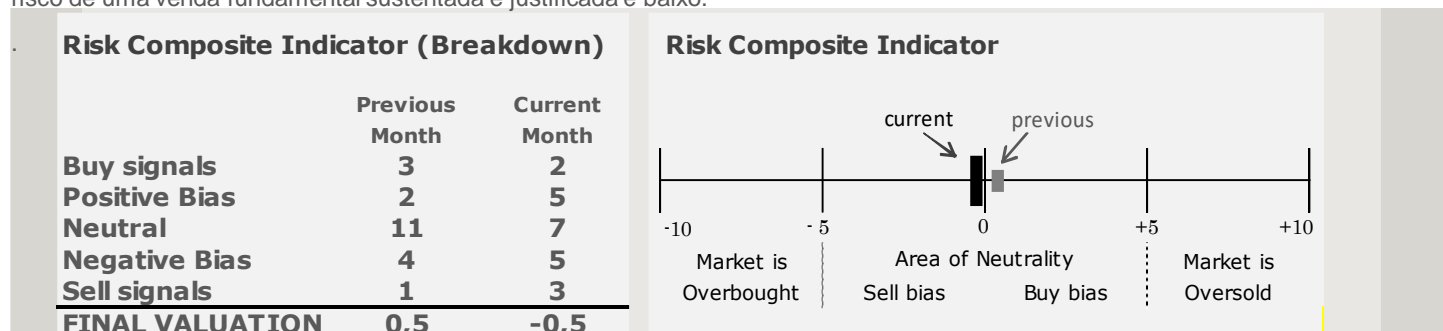 risco de uma venda fundamental sustentada e justificada é baixo.
.
Risk Composite Indicator (Breakdown)
Previous Current
Month Month
Buy signals 3 2
Positive Bias 2 5
Neutral 11 7
Negative Bias 4 5
Sell signals 1 3
FINAL VALUATION 0,5 -0,5
Risk Composite Indicator
current previous
-10 - 5 0 +5 +10
Market is Area of Neutrality Market is
Overbought Sell bias Buy bias Oversold